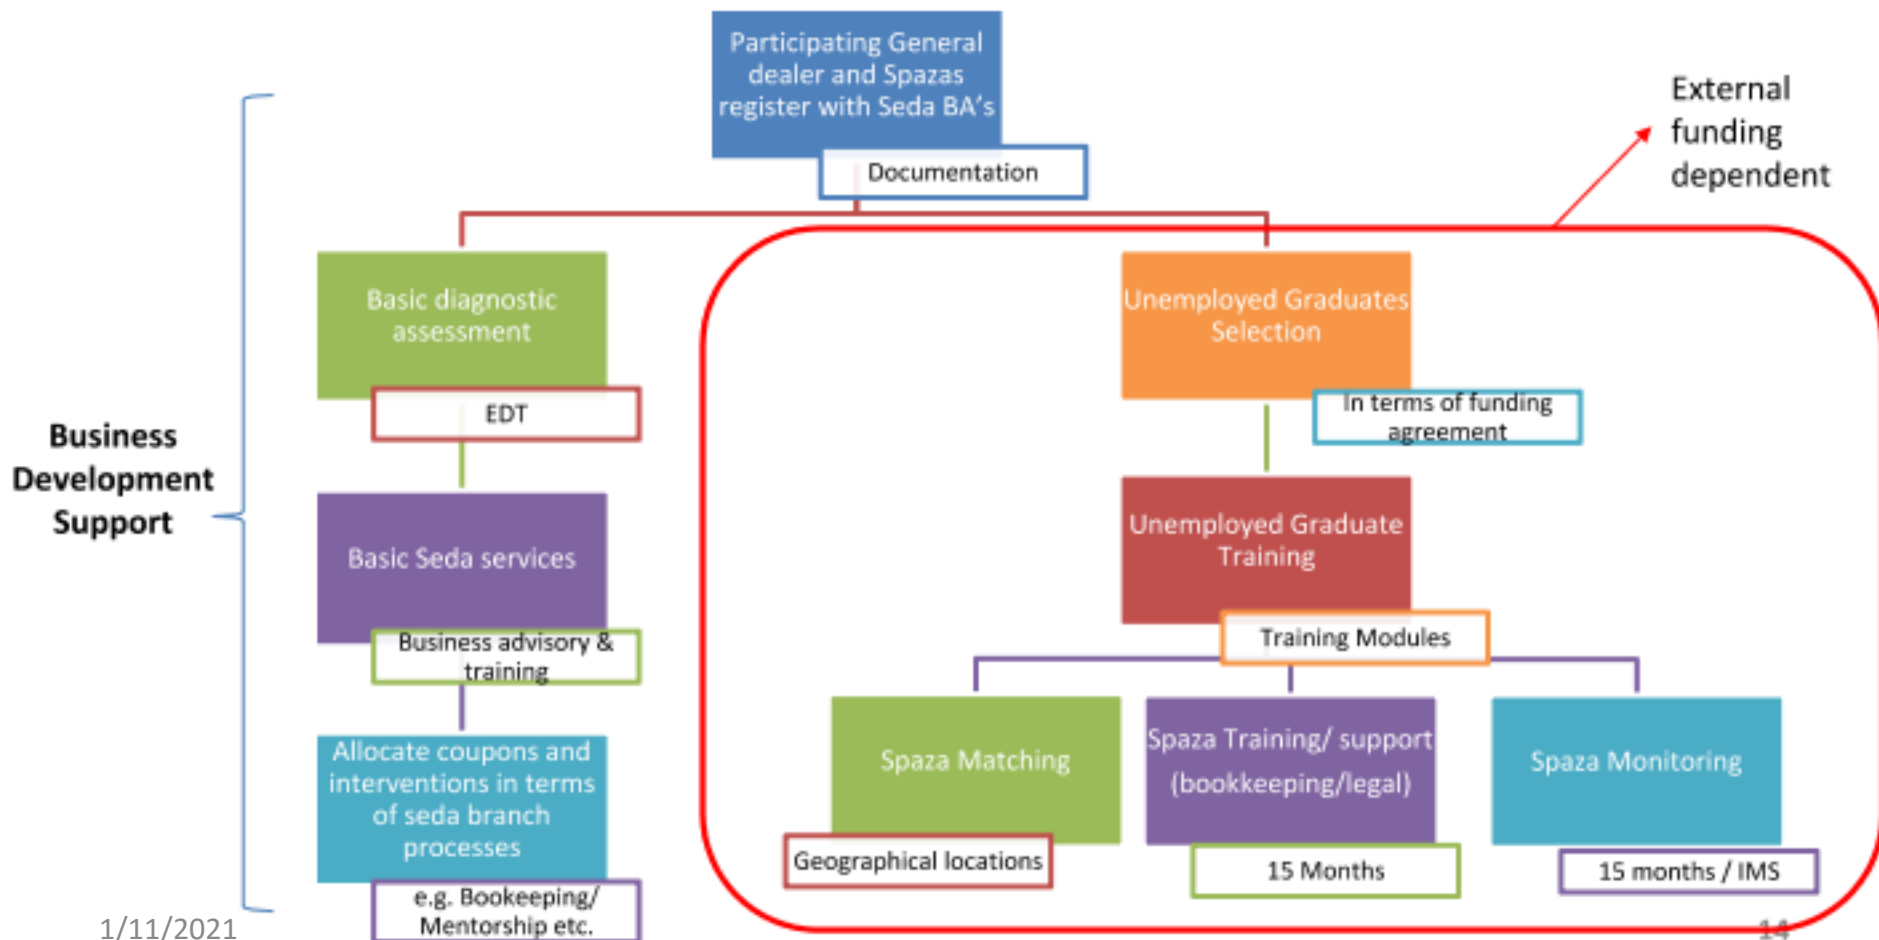 Participating General
dealer and Spazas
register with Seda BA's
Documentation
External
funding
dependent
Business
Development
Support
Basic diagnostic
assessment
EDT
Basic Seda services
Business advisory &
training
Allocate coupons and
interventions in terms
of seda branch
processes
e.g. Bookkeeping/
Mentorship etc.
Unemployed Graduates
Selection
In terms of funding
agreement
Unemployed Graduate
Training
Training Modules
Spaza Matching
Geographical locations
Spaza Training/ support
(bookkeeping/legal)
15 Months
Spaza Monitoring
15 months / IMS
1/11/2021
14